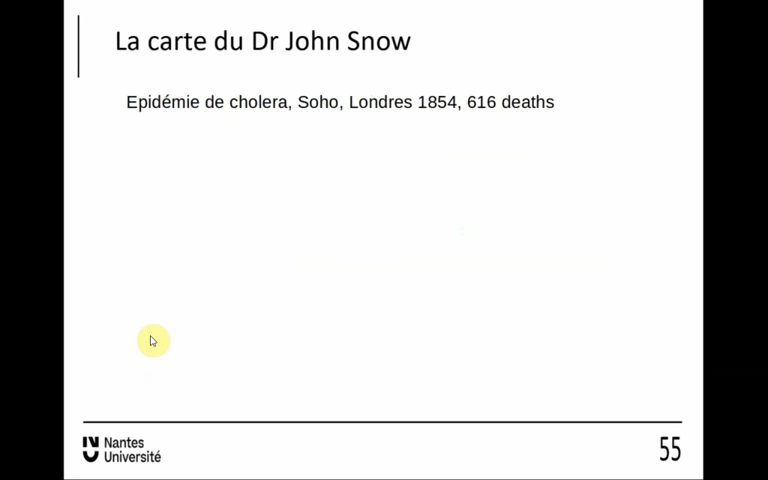 La carte du Dr John Snow
Epidémie de cholera, Soho, Londres 1854, 616 deaths
Nantes
Université
55